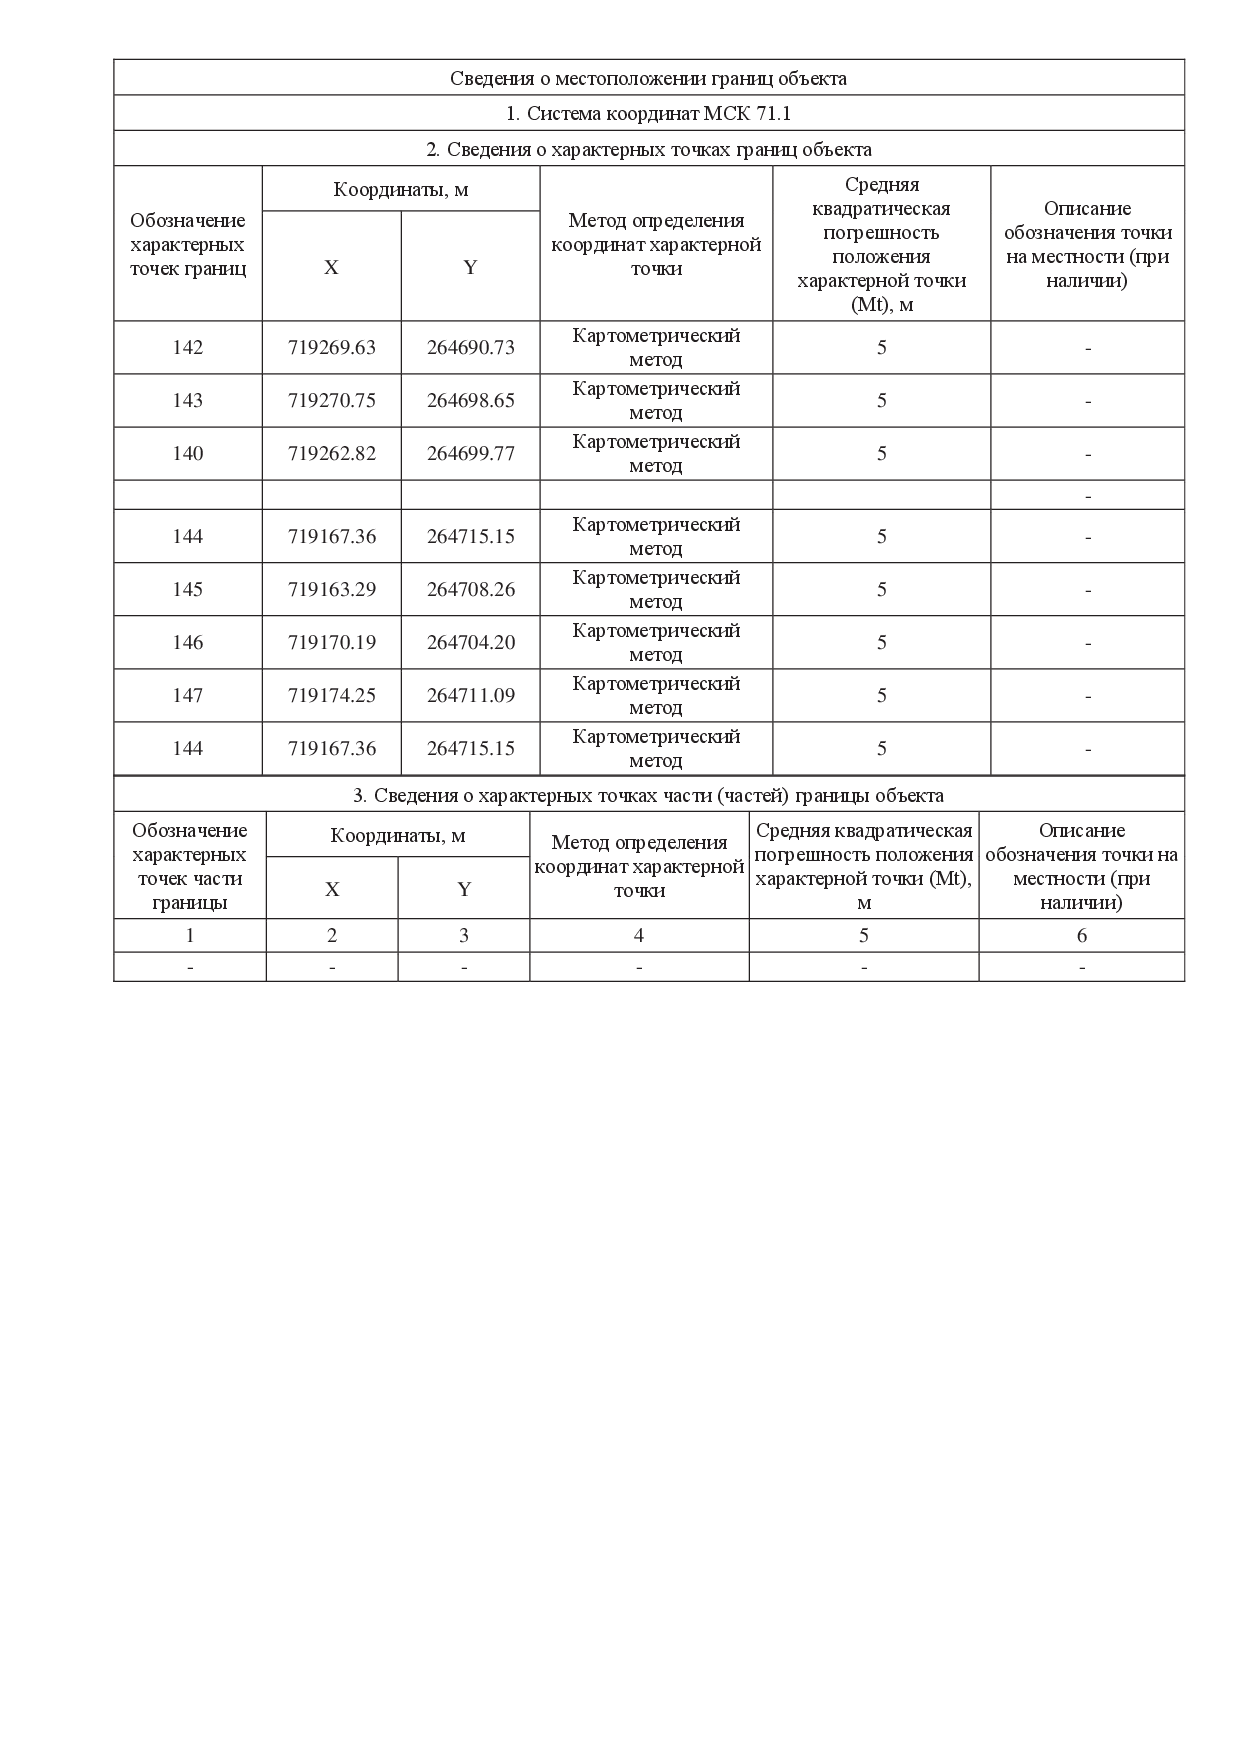 Сведения о местоположении границ объекта
1. Система координат МСК 71.1
2. Сведения о характерных точках границ объекта
Обозначение
характерных
точек границ
Координаты, м
X
Y
Метод определения
координат характерной
точки
Средняя
квадратическая
погрешность
положения
характерной точки
(Mt), м
Описание
обозначения точки
на местности (при
наличии)
142 719269.63 264690.73 Картометрический
метод 5 -
143 719270.75 264698.65 Картометрический
метод 5 -
140 719262.82 264699.77 Картометрический
метод 5 -
-
144 719167.36 264715.15 Картометрический
метод 5 -
145 719163.29 264708.26 Картометрический
метод 5 -
146 719170.19 264704.20 Картометрический
метод 5 -
147 719174.25 264711.09 Картометрический
метод 5 -
144 719167.36 264715.15 Картометрический
метод 5 -
3. Сведения о характерных точках части (частей) границы объекта
Обозначение
характерных
точек части
границы
Координаты, м
X
Y
Метод определения
координат характерной
точки
Средняя квадратическая
погрешность положения
характерной точки (Mt),
м
Описание
обозначения точки на
местности (при
наличии)
1 2 3 4 5 6
- - - - - -